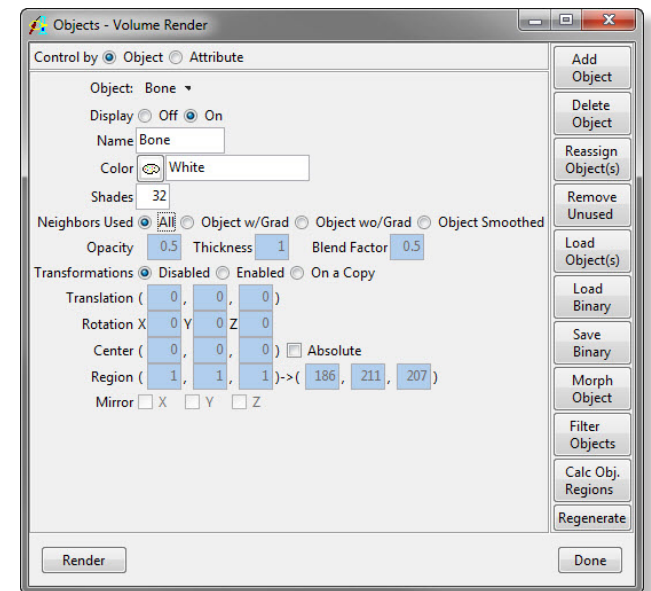 Objects - Volume Render
Control by Object Attribute
Object: Bone
Display Off On
Name Bone
Color White
Shades 32
Neighbors Used All Object w/Grad Object wo/Grad Object Smoothed
Opacity 0.5 Thickness 1 Blend Factor 0.5
Transformations Disabled Enabled On a Copy
Translation ( 0 , 0 , 0 )
Rotation X 0 Y 0 Z 0
Center ( 0 , 0 , 0 ) Absolute
Region ( 1 , 1 , 1 )->( 186 , 211 , 207 )
Mirror X Y Z
Add
Object
Delete
Object
Reassign
Object(s)
Remove
Unused
Load
Object(s)
Load
Binary
Save
Binary
Morph
Object
Filter
Objects
Calc Obj.
Regions
Regenerate
Render
Done